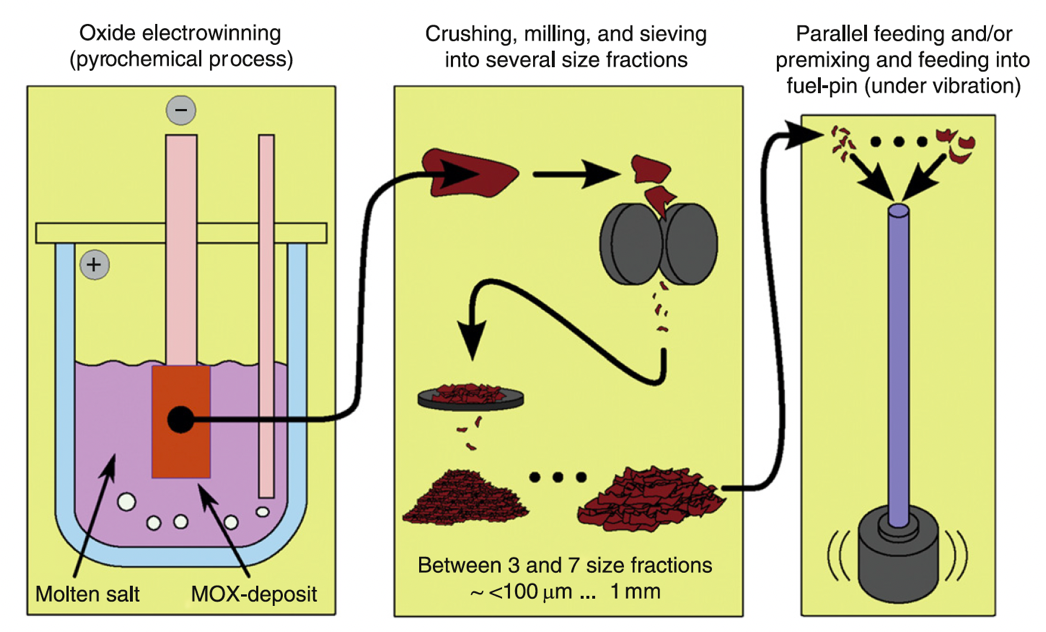 Oxide electrowinning
(pyrochemical process)
Crushing, milling, and sieving
into several size fractions
Parallel feeding and/or
premixing and feeding into
fuel-pin (under vibration)
−
+
Molten salt
MOX-deposit
Between 3 and 7 size fractions
~ <100 μm ... 1 mm